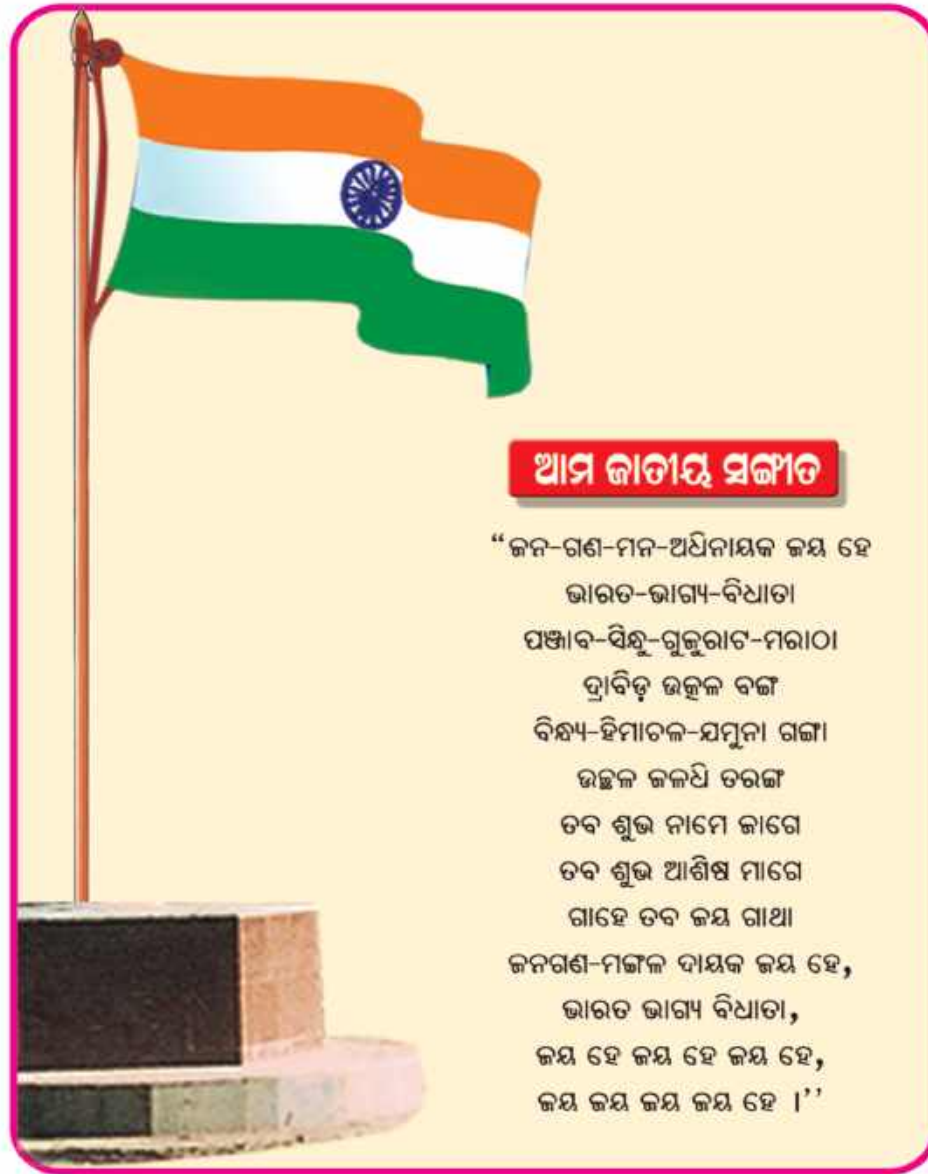 ଆମ ଜାତୀୟ ସଙ୍ଗୀତ
“ଜନ-ଗଣ-ମନ-ଅଧିନାୟକ ଜୟ ହେ
ଭାରତ-ଭାଗ୍ୟ-ବିଧାତା
ପଞ୍ଜାବ-ସିନ୍ଧୁ-ଗୁଜୁରାଟ-ମରାଠା
ଦ୍ରାବିଡ଼ ଉତ୍କଳ ବଙ୍ଗ
ବିନ୍ଧ୍ୟ-ହିମାଚଳ-ଯମୁନା ଗଙ୍ଗା
ଉଚ୍ଛଳ ଜଳଧି ତରଙ୍ଗ
ତବ ଶୁଭ ନାମେ ଜାଗେ
ତବ ଶୁଭ ଆଶିଷ ମାଗେ
ଗାହେ ତବ ଜୟ ଗାଥା
ଜନଗଣ-ମଙ୍ଗଳ ଦାୟକ ଜୟ ହେ,
ଭାରତ ଭାଗ୍ୟ ବିଧାତା,
ଜୟ ହେ ଜୟ ହେ ଜୟ ହେ,
ଜୟ ଜୟ ଜୟ ଜୟ ହେ ।’’